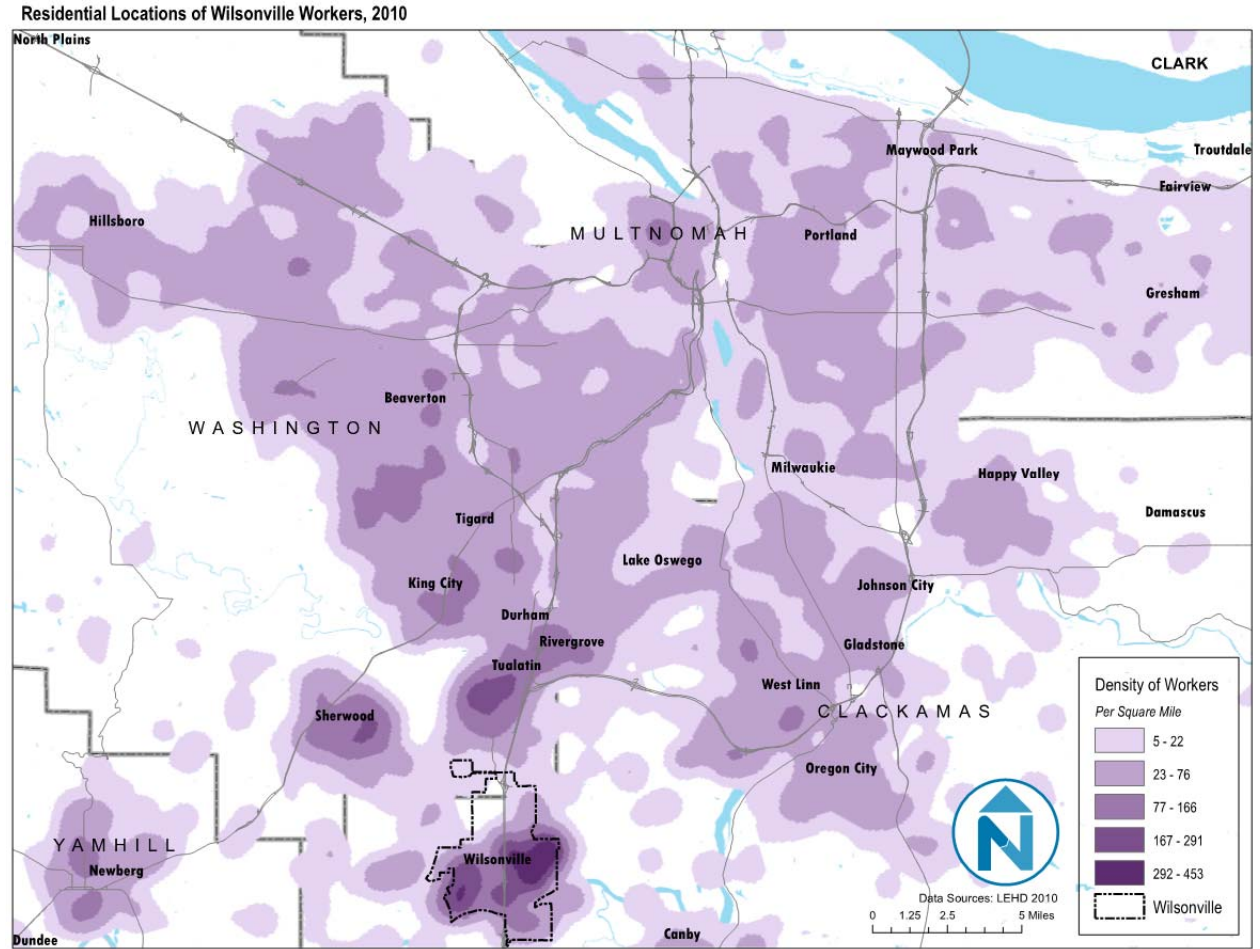 Residential Locations of Wilsonville Workers, 2010
North Plains
CLARK
Maywood Park
Troutdale
Fairview
Hillsboro
MULTNOMAH
Portland
Gresham
Beaverton
WASHINGTON
Milwaukie
Happy Valley
Tigard
Damascus
Lake Oswego
King City
Johnson City
Durham
Rivergrove
Gladstone
Tualatin
West Linn
Sherwood
CLACKAMAS
Oregon City
YAMHILL
Newberg
Wilsonville
Dundee
Canby
Density of Workers
Per Square Mile
5 - 22
23 - 76
77 - 166
167 - 291
292 - 453
Wilsonville
N
Data Sources: LEHD 2010
0 1.25 2.5 5 Miles